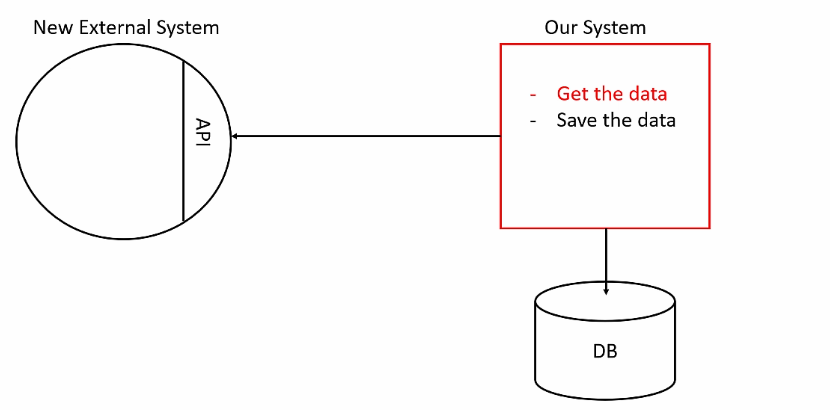 New External System
Our System
- Get the data
- Save the data
API
DB